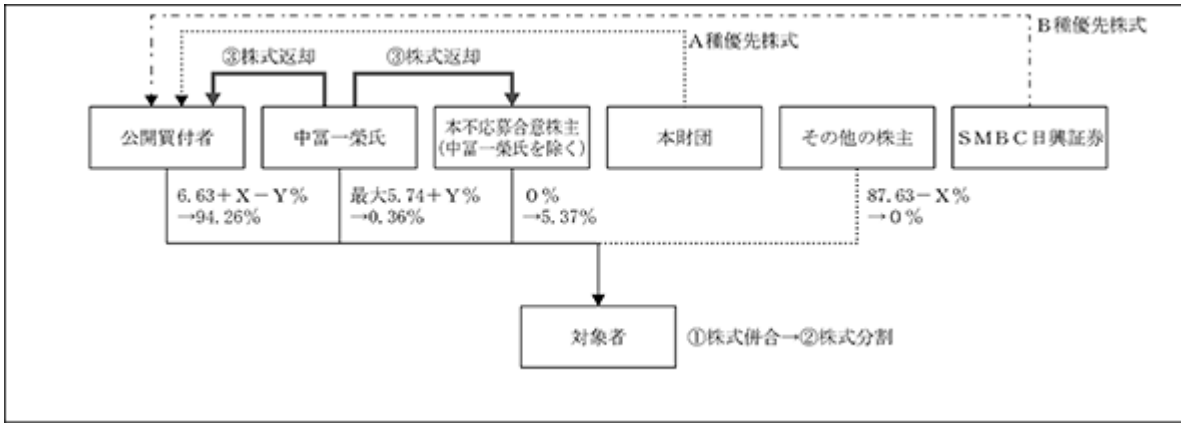 B種優先株式
A種優先株式
③株式返却
③株式返却
公開買付者
中冨一榮氏
本不応募合意株主
(中冨一榮氏を除く)
本財団
その他の株主
SMBC日興証券
6.63+X-Y%
→94.26%
最大5.74+Y%
→0.36%
0%
→5.37%
87.63-X%
→0%
対象者
①株式併合→②株式分割